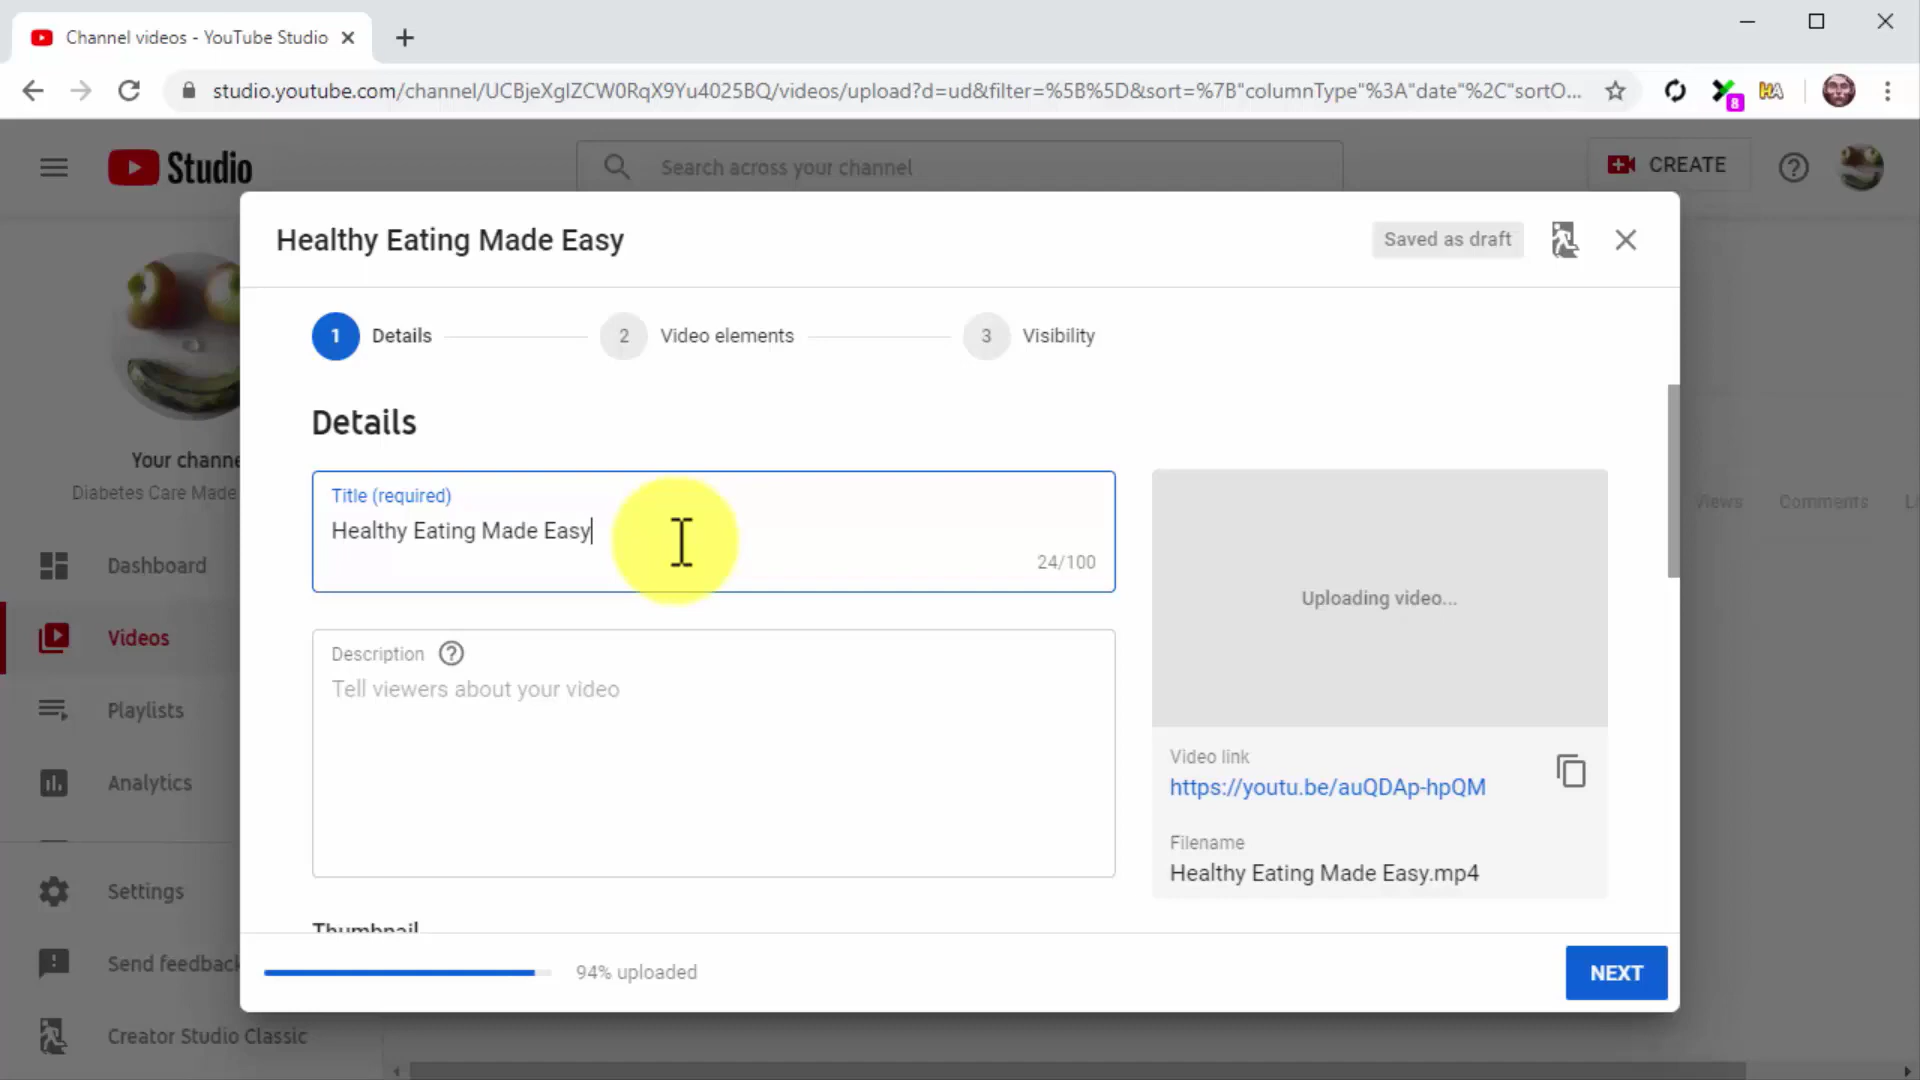 Channel videos - YouTube Studio
studio.youtube.com/channel/UCBjeXgIZCW0RqX9Yu4025BQ/videos/upload?d=ud&filter=%5B%5D&sort=%7B"columnType"%3A"date"%2C"sortO...
8
HA
Studio
Search across your channel
CREATE
Healthy Eating Made Easy
Saved as draft
1 Details
2 Video elements
3 Visibility
Details
Your channe
Diabetes Care Made
Title (required)
Healthy Eating Made Easy
24/100
Uploading video...
Views
Comments
Dashboard
Description
Tell viewers about your video
Videos
Playlists
Video link
https://youtu.be/auQDAp-hpQM
Analytics
Filename
Healthy Eating Made Easy.mp4
Settings
Thumbnail
Send feedback
94% uploaded
NEXT
Creator Studio Classic